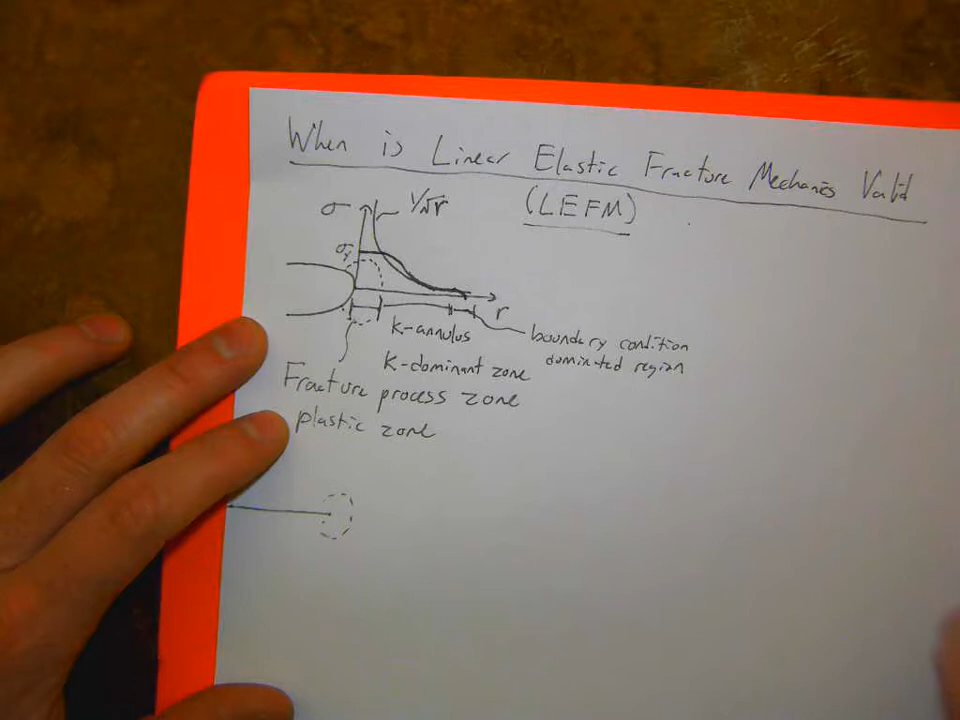 When is Linear Elastic Fracture Mechanics Valid
(LEFM)
σ
1/√r
σy
r
K-annulus
boundary condition
dominated region
K-dominant zone
Fracture process zone
plastic zone